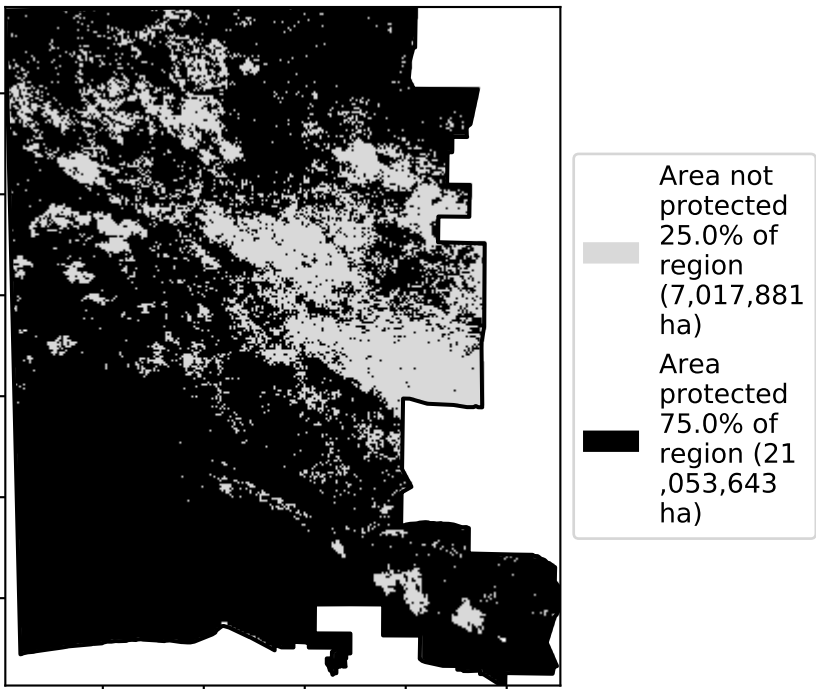 Area not
protected
25.0% of
region
(7,017,881
ha)
Area
protected
75.0% of
region (21
,053,643
ha)